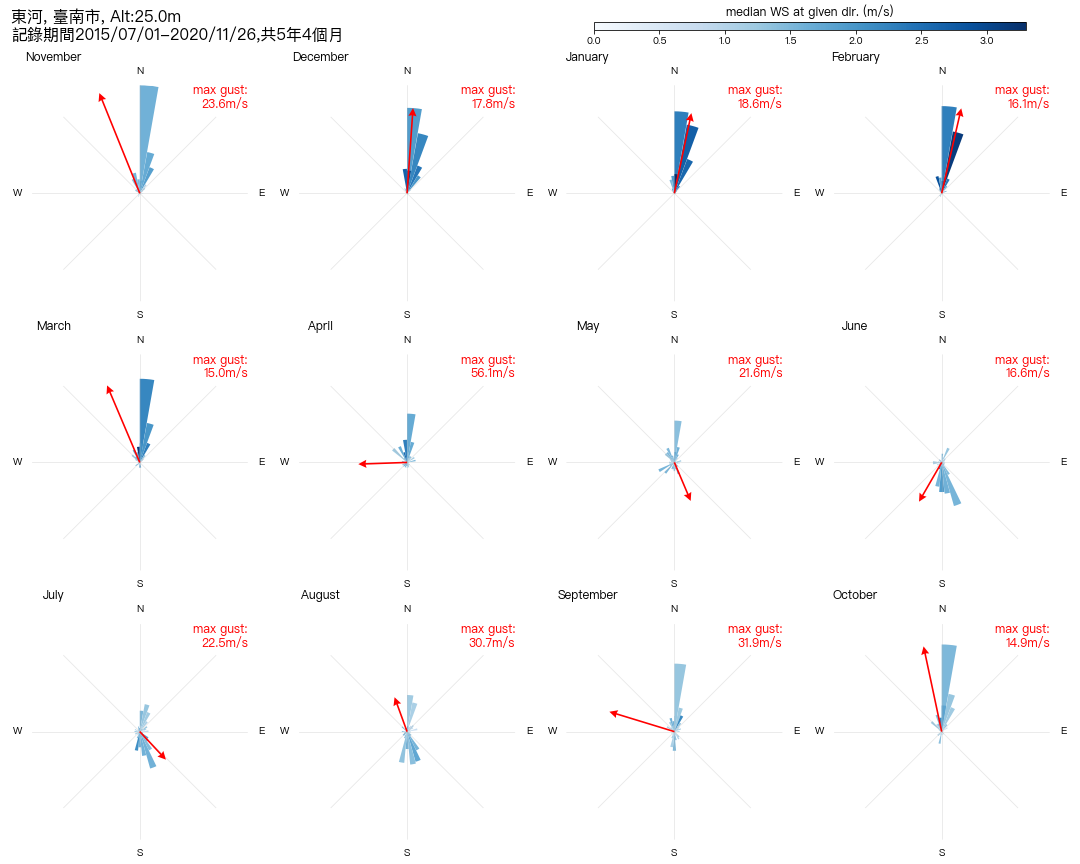 東河, 臺南市, Alt:25.0m
記錄期間2015/07/01–2020/11/26,共5年4個月
median WS at given dir. (m/s)
0.0 0.5 1.0 1.5 2.0 2.5 3.0
November
N
max gust:
23.6m/s
W
E
S
December
N
max gust:
17.8m/s
W
E
S
January
N
max gust:
18.6m/s
W
E
S
February
N
max gust:
16.1m/s
W
E
S
March
N
max gust:
15.0m/s
W
E
S
April
N
max gust:
56.1m/s
W
E
S
May
N
max gust:
21.6m/s
W
E
S
June
N
max gust:
16.6m/s
W
E
S
July
N
max gust:
22.5m/s
W
E
S
August
N
max gust:
30.7m/s
W
E
S
September
N
max gust:
31.9m/s
W
E
S
October
N
max gust:
14.9m/s
W
E
S